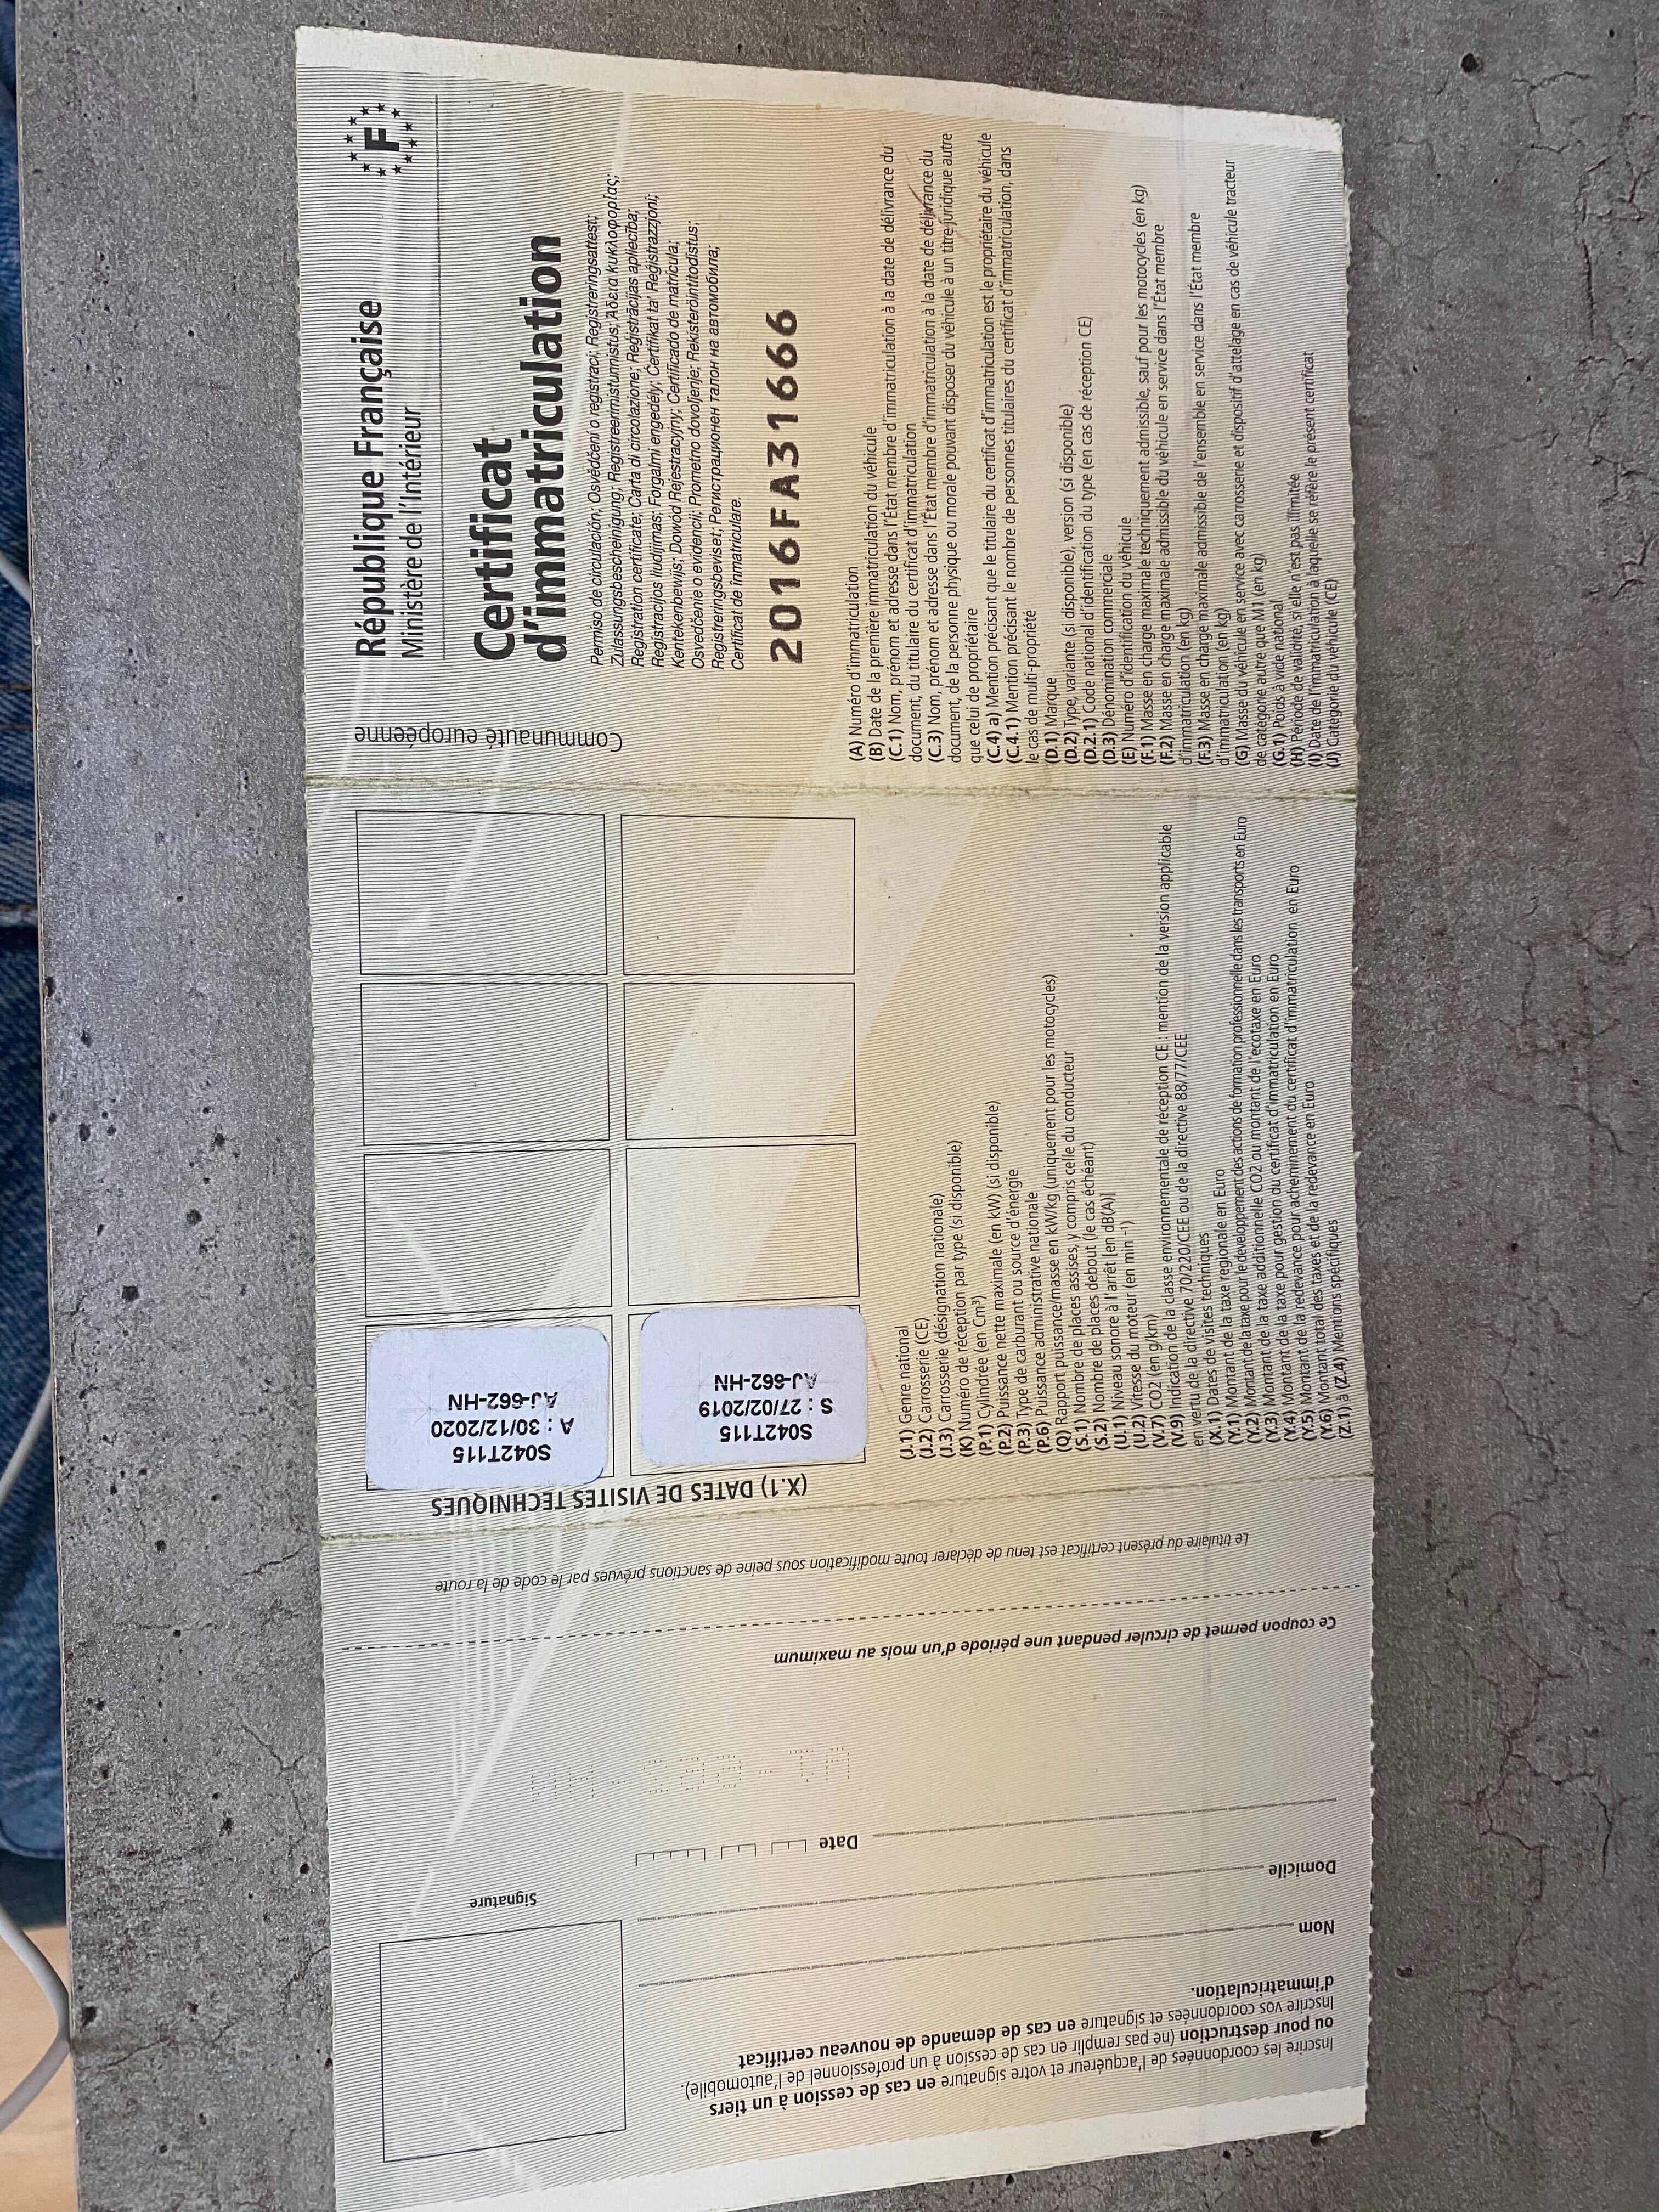 Communauté européenne
République Française
Ministère de l'Intérieur
F
Certificat
d'immatriculation
Permiso de circulación; Osvědčení o registraci; Registreringsattest;
Zulassungsbescheinigung; Registreerimistunnistus; Άδεια κυκλοφορίας;
Registration certificate; Carta di circolazione; Reģistrācijas apliecība;
Registracijos liudijimas; Forgalmi engedély; Ċertifikat ta' Reġistrazzjoni;
Kentekenbewijs; Dowód Rejestracyjny; Certificado de matrícula;
Osvedčenie o evidencii; Prometno dovoljenje; Rekisteröintitodistus;
Registreringsbeviset; Регистрационен талон на автомобила;
Certificat de înmatriculare.
2016FA31666
(A) Numéro d'immatriculation
(B) Date de la première immatriculation du véhicule
(C.1) Nom, prénom et adresse dans l'État membre d'immatriculation à la date de délivrance du
document, du titulaire du certificat d'immatriculation
(C.3) Nom, prénom et adresse dans l'État membre d'immatriculation à la date de délivrance du
document, de la personne physique ou morale pouvant disposer du véhicule à un titre juridique autre
que celui de propriétaire
(C.4) a) Mention précisant que le titulaire du certificat d'immatriculation est le propriétaire du véhicule
(C.4.1) Mention précisant le nombre de personnes titulaires du certificat d'immatriculation, dans
le cas de multi-propriété
(D.1) Marque
(D.2) Type, variante (si disponible), version (si disponible)
(D.2.1) Code national d'identification du type (en cas de réception CE)
(D.3) Dénomination commerciale
(E) Numéro d'identification du véhicule
(F.1) Masse en charge maximale techniquement admissible, sauf pour les motocycles (en kg)
(F.2) Masse en charge maximale admissible du véhicule en service dans l'État membre
d'immatriculation (en kg)
(F.3) Masse en charge maximale admissible de l'ensemble en service dans l'État membre
d'immatriculation (en kg)
(G) Masse du véhicule en service avec carrosserie et dispositif d'attelage en cas de véhicule tracteur
de catégorie autre que M1 (en kg)
(G.1) Poids à vide national
(H) Période de validité, si elle n'est pas illimitée
(I) Date de l'immatriculation à laquelle se réfère le présent certificat
(J) Catégorie du véhicule (CE)
(X.1) DATES DE VISITES TECHNIQUES
S042T115
A : 30/12/2020
AJ-662-HN
S042T115
S : 27/02/2019
AJ-662-HN
(J.1) Genre national
(J.2) Carrosserie (CE)
(J.3) Carrosserie (désignation nationale)
(K) Numéro de réception par type (si disponible)
(P.1) Cylindrée (en Cm³)
(P.2) Puissance nette maximale (en kW) (si disponible)
(P.3) Type de carburant ou source d'énergie
(P.6) Puissance administrative nationale
(Q) Rapport puissance/masse en kW/kg (uniquement pour les motocycles)
(S.1) Nombre de places assises, y compris celle du conducteur
(S.2) Nombre de places debout (le cas échéant)
(U.1) Niveau sonore à l'arrêt [en dB(A)]
(U.2) Vitesse du moteur (en min -1)
(V.7) CO2 (en g/km)
(V.9) Indication de la classe environnementale de réception CE : mention de la version applicable
en vertu de la directive 70/220/CEE ou de la directive 88/77/CEE
(X.1) Dates de visites techniques
(Y.1) Montant de la taxe regionale en Euro
(Y.2) Montant de la taxe pour le développement des actions de formation professionnelle dans les transports en Euro
(Y.3) Montant de la taxe additionnelle CO2 ou montant de l'ecotaxe en Euro
(Y.4) Montant de la taxe pour gestion du certificat d'immatriculation en Euro
(Y.5) Montant de la redevance pour acheminement du certificat d'immatriculation en Euro
(Y.6) Montant total des taxes et de la redevance en Euro
(Z.1) à (Z.4) Mentions spécifiques
Le titulaire du présent certificat est tenu de déclarer toute modification sous peine de sanctions prévues par le code de la route
Ce coupon permet de circuler pendant une période d'un mois au maximum
Date
Signature
Domicile
Nom
Inscrire les coordonnées de l'acquéreur et votre signature en cas de cession à un tiers
ou pour destruction (ne pas remplir en cas de cession à un professionnel de l'automobile).
Inscrire vos coordonnées et signature en cas de demande de nouveau certificat
d'immatriculation.